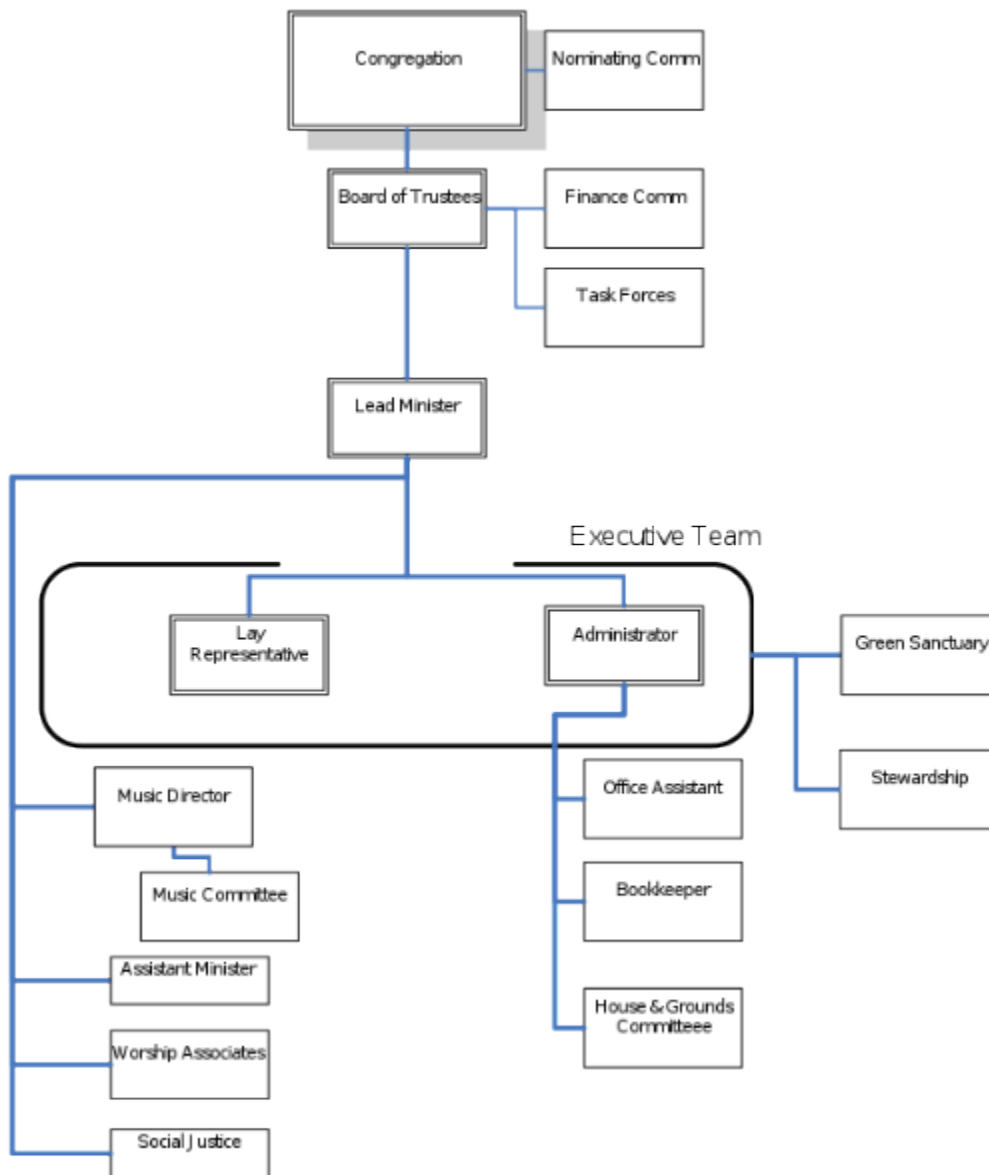 Congregation
Nominating Comm
Board of Trustees
Finance Comm
Task Forces
Lead Minister
Executive Team
Lay
Representative
Administrator
Green Sanctuary
Stewardship
Music Director
Office Assistant
Music Committee
Bookkeeper
Assistant Minister
House & Grounds
Committeee
Worship Associates
Social Justice